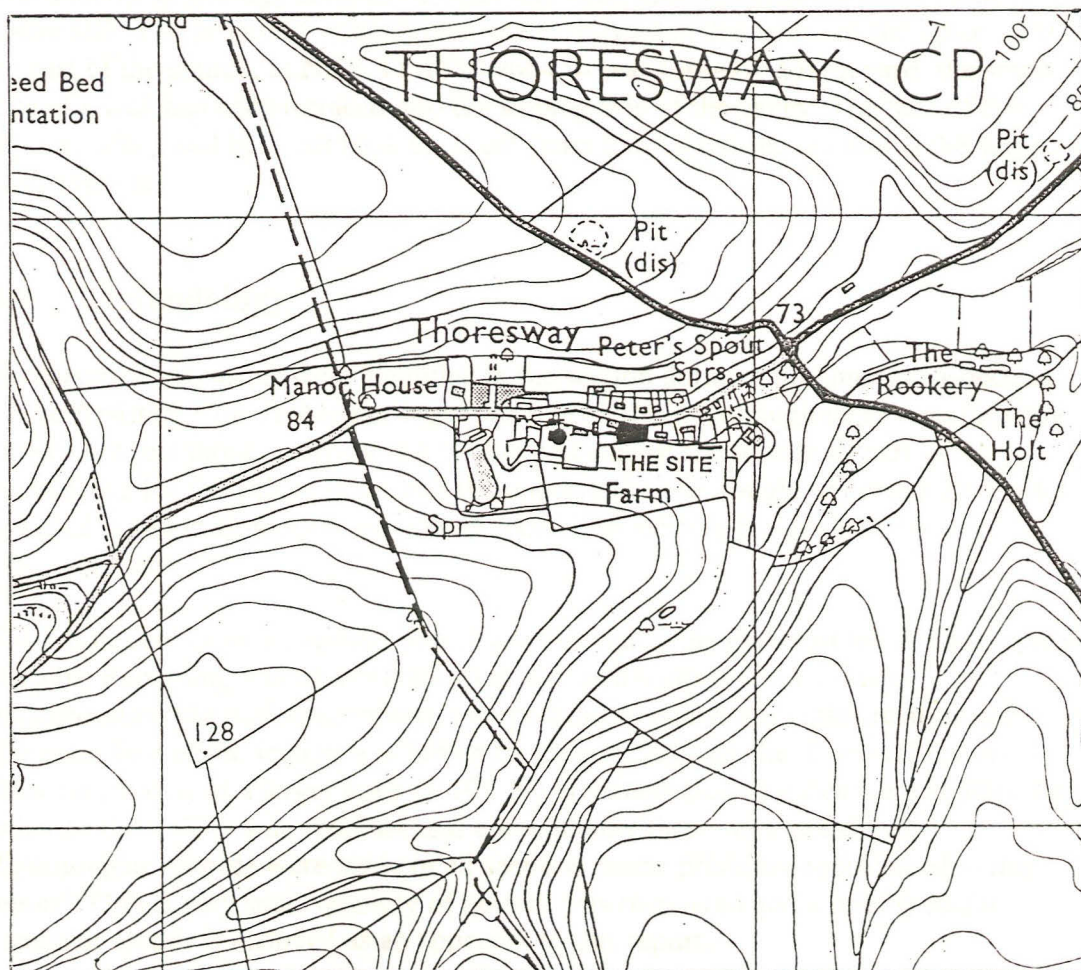 Pond
THORESWAY CP
100
eed Bed
ntation
Pit
(dis)
Pit
(dis)
73
Thoresway
Peter's Spout
Sprs
The
Rookery
Manor House
84
The
Holt
THE SITE
Farm
Spr
128